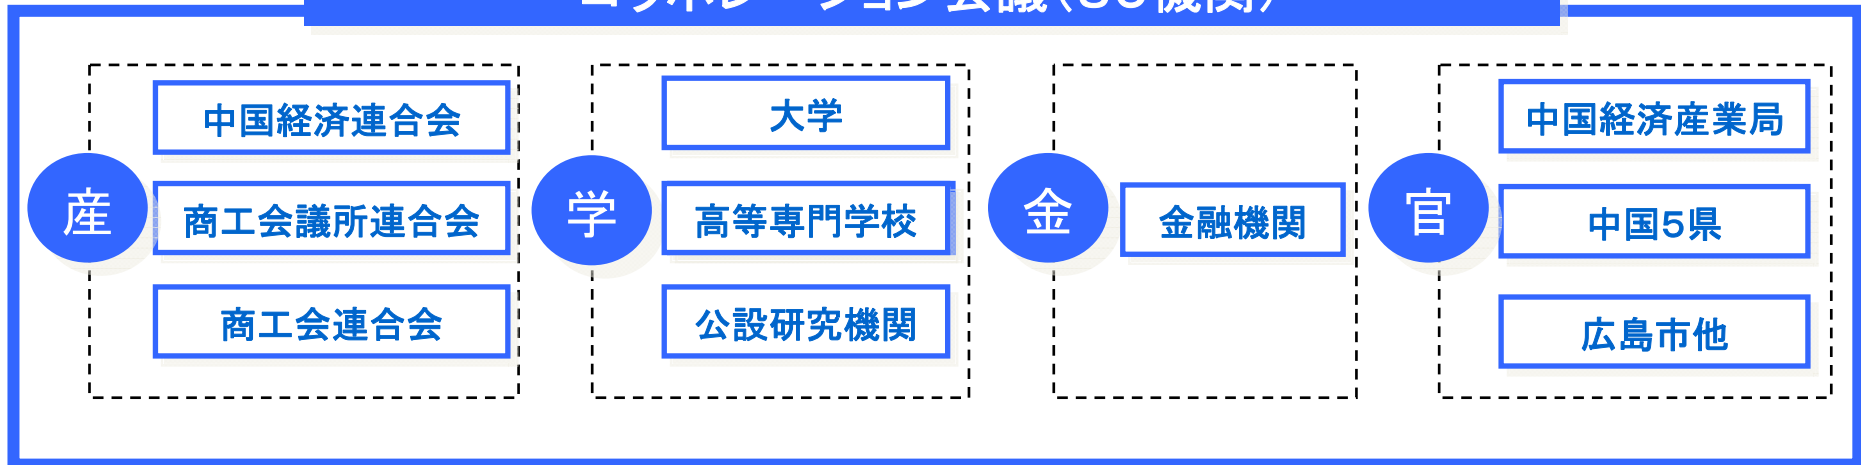 産
中国経済連合会
商工会議所連合会
商工会連合会
学
大学
高等専門学校
公設研究機関
金
金融機関
官
中国経済産業局
中国5県
広島市他